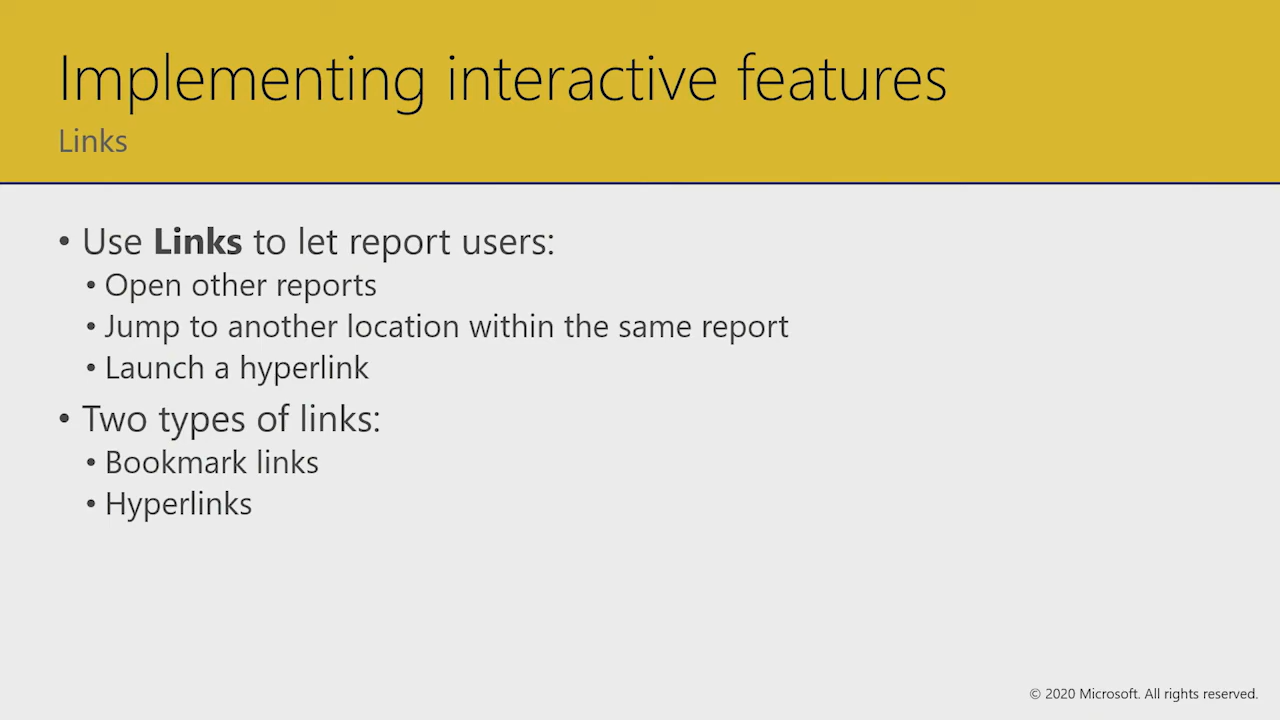 Implementing interactive features
Links
• Use Links to let report users:
• Open other reports
• Jump to another location within the same report
• Launch a hyperlink
• Two types of links:
• Bookmark links
• Hyperlinks
© 2020 Microsoft. All rights reserved.